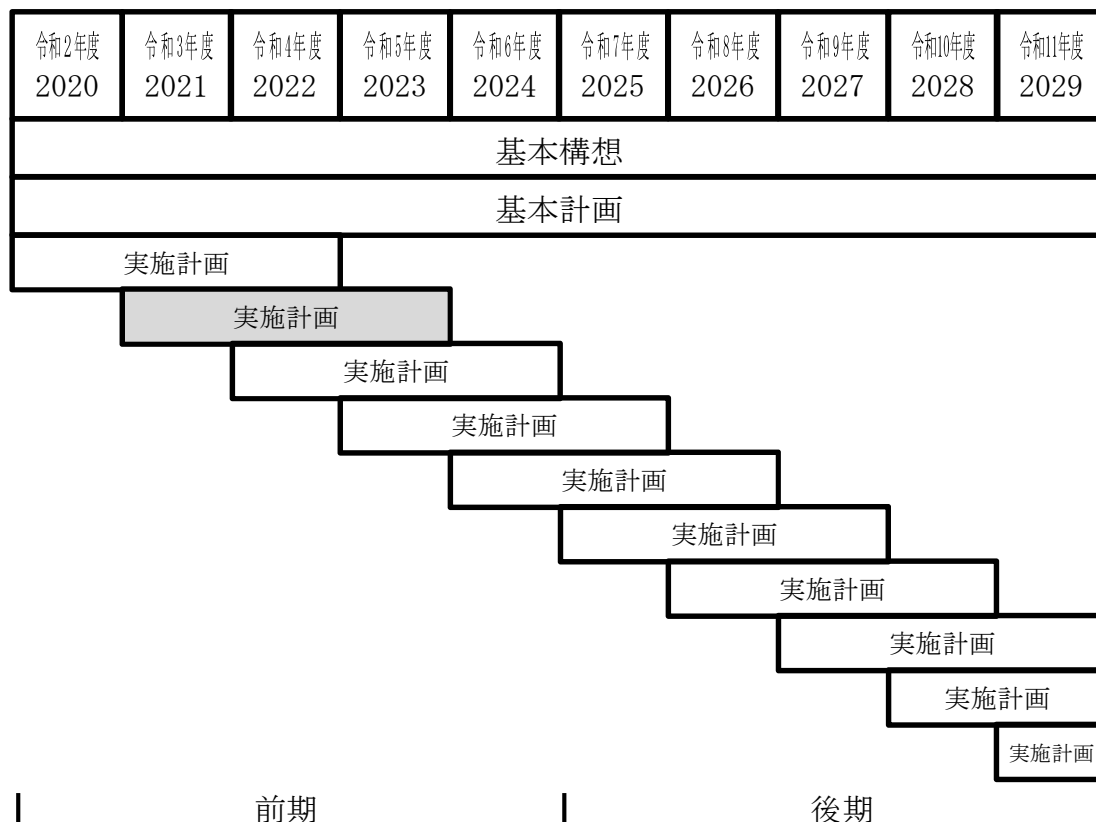 令和2年度 令和3年度 令和4年度 令和5年度 令和6年度 令和7年度 令和8年度 令和9年度 令和10年度 令和11年度
2020 2021 2022 2023 2024 2025 2026 2027 2028 2029
基本構想
基本計画
実施計画
実施計画
実施計画
実施計画
実施計画
実施計画
実施計画
実施計画
実施計画
実施計画
前期 後期